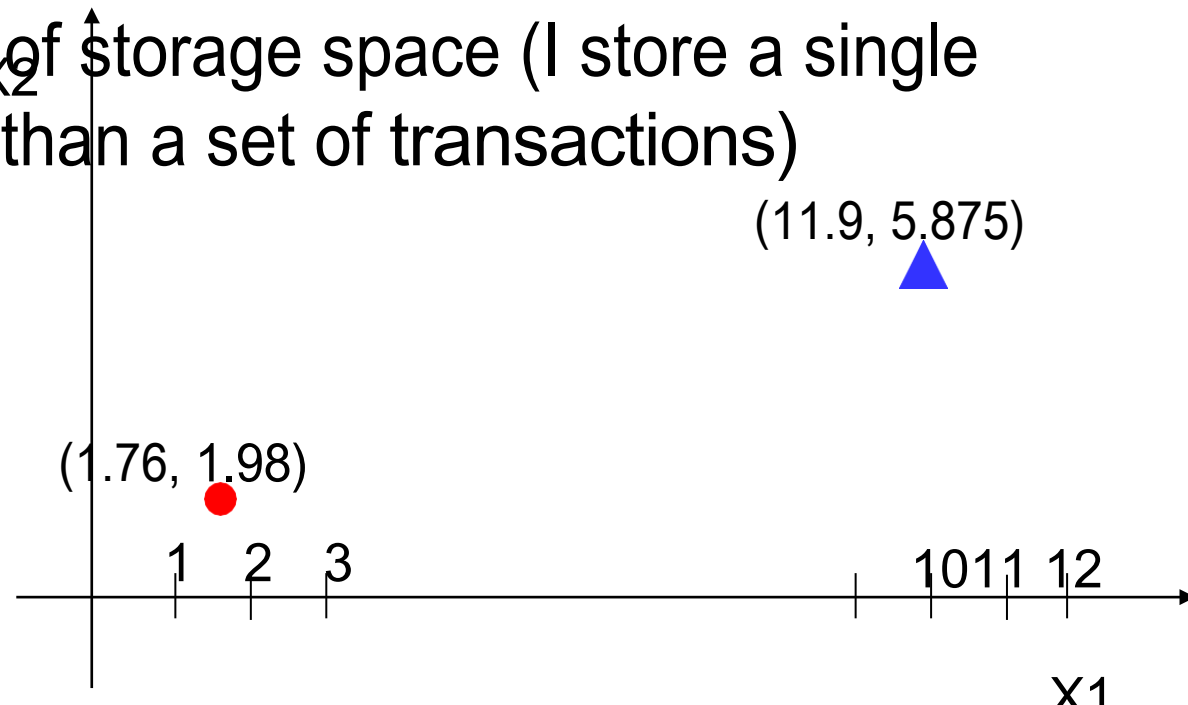 of storage space (I store a single
X2
than a set of transactions)
(11.9, 5.875)
(1.76, 1.98)
1 2 3 10 11 12
X1